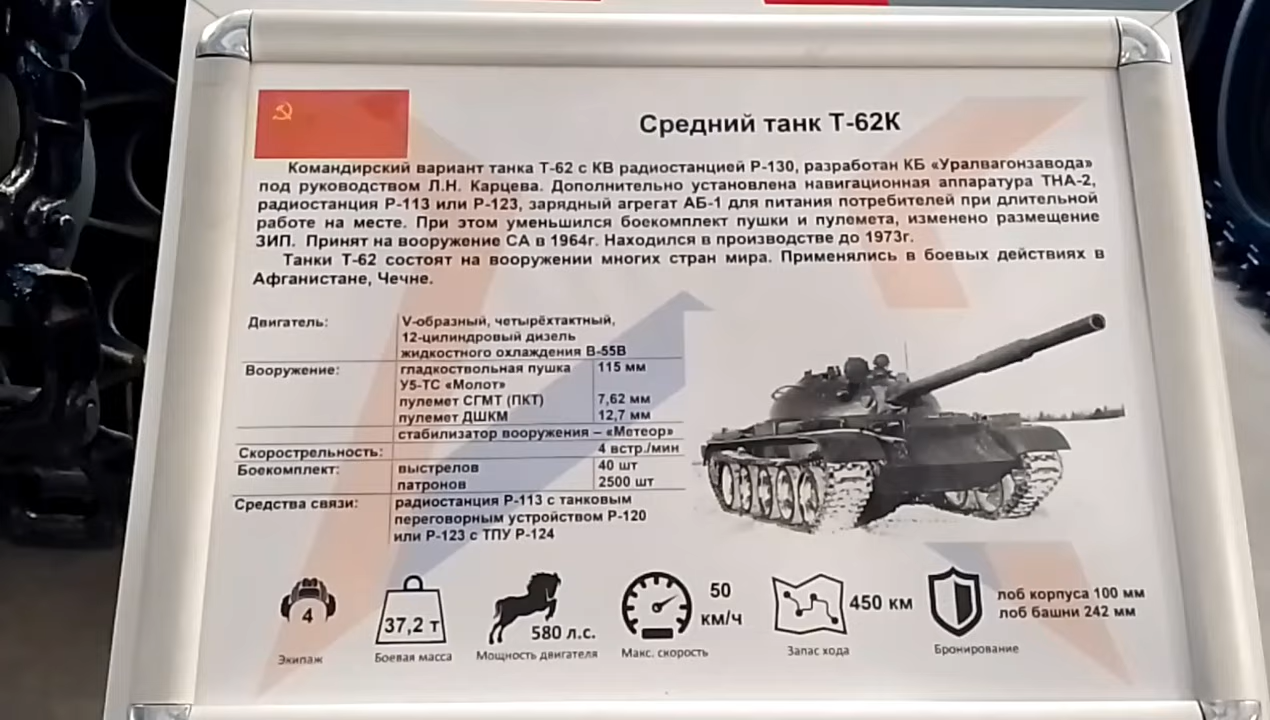 Средний танк Т-62К
Командирский вариант танка Т-62 с КВ радиостанцией Р-130, разработан КБ «Уралвагонзавода»
под руководством Л.Н. Карцева. Дополнительно установлена навигационная аппаратура ТНА-2,
радиостанция Р-113 или Р-123, зарядный агрегат АБ-1 для питания потребителей при длительной
работе на месте. При этом уменьшился боекомплект пушки и пулемета, изменено размещение
ЗИП. Принят на вооружение СА в 1964г. Находился в производстве до 1973г.
Танки Т-62 состоят на вооружении многих стран мира. Применялись в боевых действиях в
Афганистане, Чечне.
Двигатель: V-образный, четырёхтактный,
12-цилиндровый дизель
жидкостного охлаждения В-55В
Вооружение: гладкоствольная пушка 115 мм
У5-ТС «Молот»
пулемет СГМТ (ПКТ) 7,62 мм
пулемет ДШКМ 12,7 мм
стабилизатор вооружения – «Метеор»
Скорострельность: 4 встр./мин
Боекомплект: выстрелов 40 шт
патронов 2500 шт
Средства связи: радиостанция Р-113 с танковым
переговорным устройством Р-120
или Р-123 с ТПУ Р-124
4
Экипаж
37,2 т
Боевая масса
580 л.с.
Мощность двигателя
50
км/ч
Макс. скорость
450 км
Запас хода
лоб корпуса 100 мм
лоб башни 242 мм
Бронирование